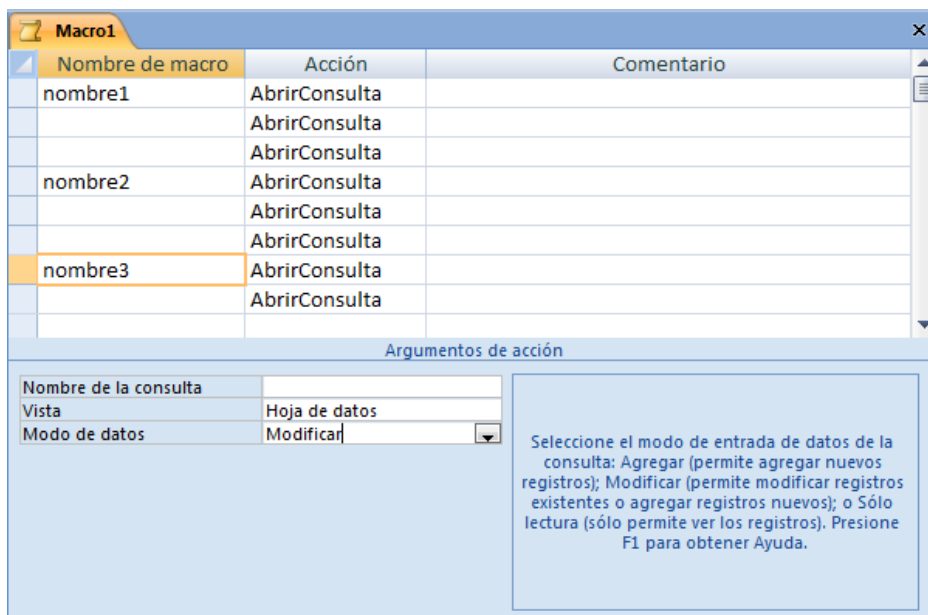 Macro1
Nombre de macro Acción Comentario
nombre1 AbrirConsulta
AbrirConsulta
AbrirConsulta
nombre2 AbrirConsulta
AbrirConsulta
AbrirConsulta
nombre3 AbrirConsulta
AbrirConsulta
Argumentos de acción
Nombre de la consulta
Vista Hoja de datos
Modo de datos Modificar
Seleccione el modo de entrada de datos de la
consulta: Agregar (permite agregar nuevos
registros); Modificar (permite modificar registros
existentes o agregar registros nuevos); o Sólo
lectura (sólo permite ver los registros). Presione
F1 para obtener Ayuda.